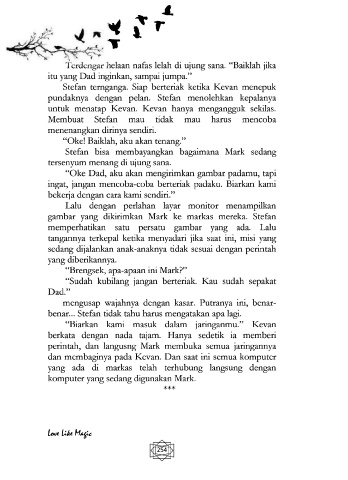 Terdengar helaan nafas lelah di ujung sana. “Baiklah jika
itu yang Dad inginkan, sampai jumpa.”
Stefan ternganga. Siap berteriak ketika Kevan menepuk
pundaknya dengan pelan. Stefan menolehkan kepalanya
untuk menatap Kevan. Kevan hanya mengangguk sekilas.
Membuat Stefan mau tidak mau harus mencoba
menenangkan dirinya sendiri.
“Oke! Baiklah, aku akan tenang.”
Stefan bisa membayangkan bagaimana Mark sedang
tersenyum menang di ujung sana.
“Oke Dad, aku akan mengirimkan gambar padamu, tapi
ingat, jangan mencoba-coba berteriak padaku. Biarkan kami
bekerja dengan cara kami sendiri.”
Lalu dengan perlahan layar monitor menampilkan
gambar yang dikirimkan Mark ke markas mereka. Stefan
memperhatikan satu persatu gambar yang ada. Lalu
tangannya terkepal ketika menyadari jika saat ini, misi yang
sedang dijalankan anak-anaknya tidak sesuai dengan perintah
yang diberikannya.
“Brengsek, apa-apaan ini Mark?”
“Sudah kubilang jangan berteriak. Kau sudah sepakat
Dad.”
mengusap wajahnya dengan kasar. Putranya ini, benar-
benar... Stefan tidak tahu harus mengatakan apa lagi.
“Biarkan kami masuk dalam jaringanmu.” Kevan
berkata dengan nada tajam. Hanya sedetik ia memberi
perintah, dan langusng Mark membuka semua jaringannya
dan membaginya pada Kevan. Dan saat ini semua komputer
yang ada di markas telah terhubung langsung dengan
komputer yang sedang digunakan Mark.
***
Love Like Magic
254